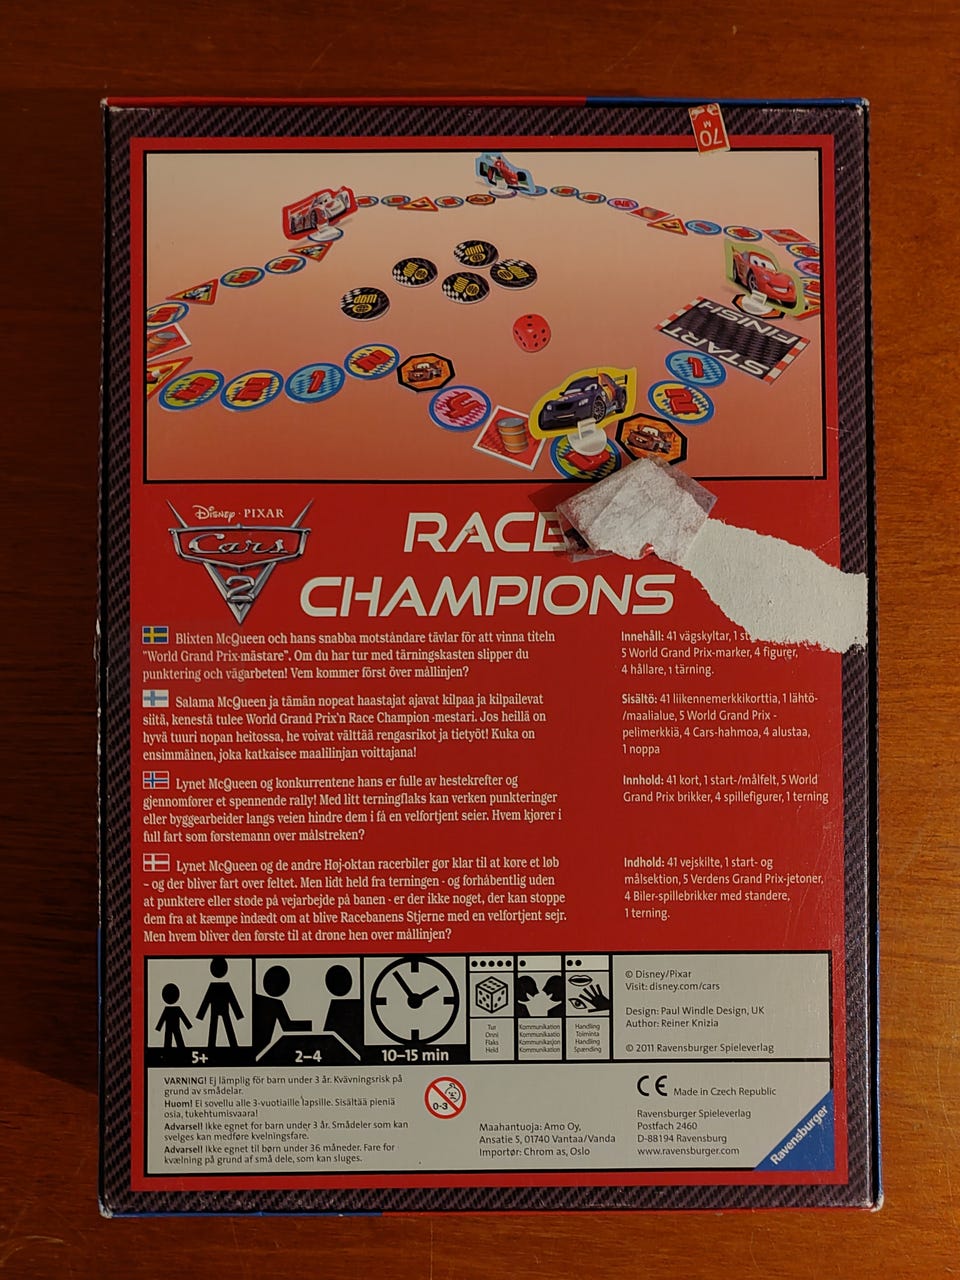 70
M
START
FINISH
DISNEY · PIXAR
Cars
2
RACE
CHAMPIONS
Blixten McQueen och hans snabba motståndare tävlar för att vinna titeln
"World Grand Prix-mästare". Om du har tur med tärningskasten slipper du
punktering och vägarbeten! Vem kommer först över mållinjen?
Innehåll: 41 vägskyltar, 1
5 World Grand Prix-marker, 4 figurer,
4 hållare, 1 tärning.
Salama McQueen ja tämän nopeat haastajat ajavat kilpaa ja kilpailevat
siitä, kenestä tulee World Grand Prix'n Race Champion -mestari. Jos heillä on
hyvä tuuri nopan heitossa, he voivat välttää rengasrikot ja tietyöt! Kuka on
ensimmäinen, joka katkaisee maalilinjan voittajana!
Sisältö: 41 liikennemerkkikorttia, 1 lähtö-
/maalialue, 5 World Grand Prix -
pelimerkkiä, 4 Cars-hahmoa, 4 alustaa,
1 noppa
Lynet McQueen og konkurrentene hans er fulle av hestekrefter og
gjennomfører et spennende rally! Med litt terningflaks kan verken punkteringer
eller byggearbeider langs veien hindre dem i få en velfortjent seier. Hvem kjører i
full fart som førstemann over målstreken?
Innhold: 41 kort, 1 start-/målfelt, 5 World
Grand Prix brikker, 4 spillefigurer, 1 terning
Lynet McQueen og de andre Høj-oktan racerbiler gør klar til at køre et løb
– og der bliver fart over feltet. Men lidt held fra terningen - og forhåbentlig uden
at punktere eller støde på vejarbejde på banen - er der ikke noget, der kan stoppe
dem fra at kæmpe indædt om at blive Racebanens Stjerne med en velfortjent sejr.
Men hvem bliver den første til at drøne hen over mållinjen?
Indhold: 41 vejskilte, 1 start- og
målsektion, 5 Verdens Grand Prix-jetoner,
4 Biler-spillebrikker med standere,
1 terning.
5+
2–4
10–15 min
Tur
Onni
Flaks
Held
Kommunikation
Kommunikaatio
Kommunikasjon
Kommunikation
Handling
Toiminta
Handling
Spænding
© Disney/Pixar
Visit: disney.com/cars
Design: Paul Windle Design, UK
Author: Reiner Knizia
© 2011 Ravensburger Spieleverlag
VARNING! Ej lämplig för barn under 3 år. Kvävningsrisk på
grund av smådelar.
Huom! Ei sovellu alle 3-vuotiaille lapsille. Sisältää pieniä
osia, tukehtumisvaara!
Advarsel! Ikke egnet for barn under 3 år. Smådeler som kan
svelges kan medføre kvelningsfare.
Advarsel! Ikke egnet til børn under 36 måneder. Fare for
kvælning på grund af små dele, som kan sluges.
0-3
Maahantuoja: Amo Oy,
Ansatie 5, 01740 Vantaa/Vanda
Importør: Chrom as, Oslo
CE Made in Czech Republic
Ravensburger Spieleverlag
Postfach 2460
D-88194 Ravensburg
www.ravensburger.com
Ravensburger